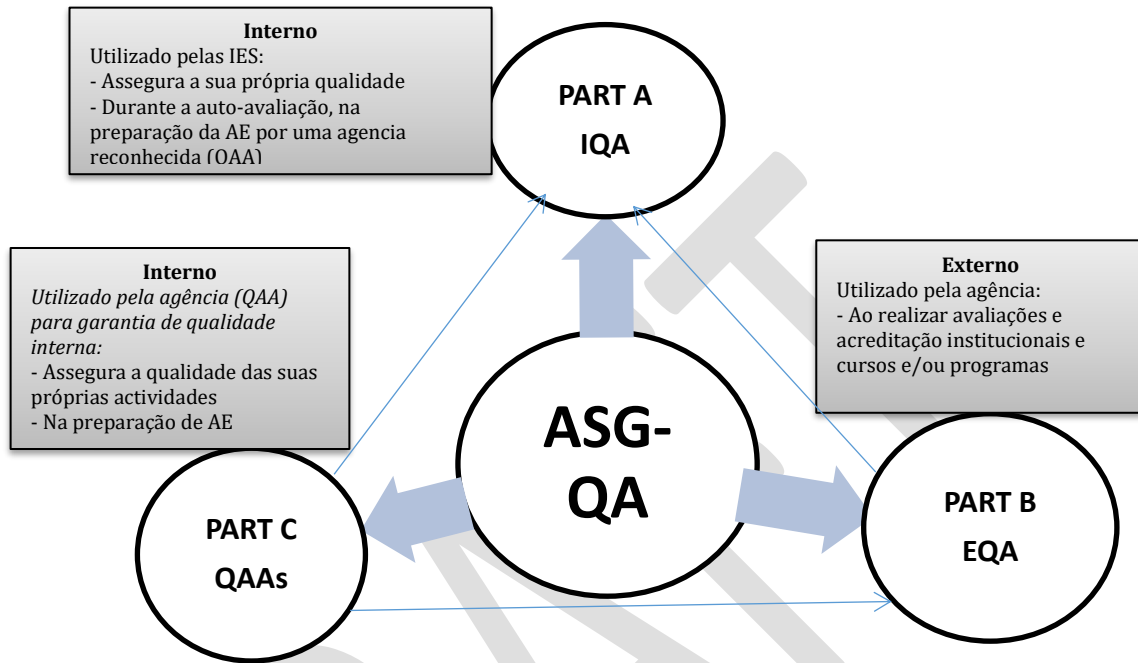 Interno
Utilizado pelas IES:
- Assegura a sua própria qualidade
- Durante a auto-avaliação, na
preparação da AE por uma agencia
reconhecida (QAA)
PART A
IQA
Interno
Utilizado pela agência (QAA)
para garantia de qualidade
interna:
- Assegura a qualidade das suas
próprias actividades
- Na preparação de AE
Externo
Utilizado pela agência:
- Ao realizar avaliações e
acreditação institucionais e
cursos e/ou programas
ASG-
QA
PART C
QAAs
PART B
EQA